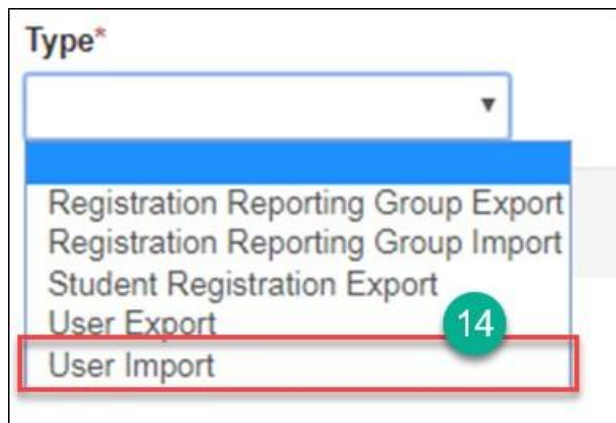 Type*
Registration Reporting Group Export
Registration Reporting Group Import
Student Registration Export
User Export
14
User Import